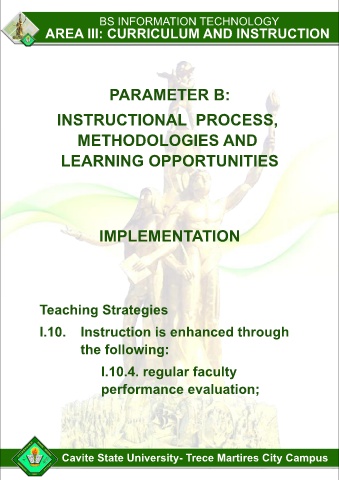 BS INFORMATION TECHNOLOGY
AREA III: CURRICULUM AND INSTRUCTION
PARAMETER B:
INSTRUCTIONAL PROCESS,
METHODOLOGIES AND
LEARNING OPPORTUNITIES
IMPLEMENTATION
Teaching Strategies
I.10. Instruction is enhanced through
the following:
I.10.4. regular faculty
performance evaluation;
Cavite State University- Trece Martires City Campus